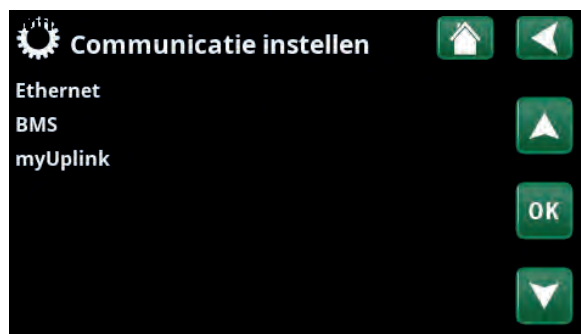 Communicatie instellen
Ethernet
BMS
myUplink
OK